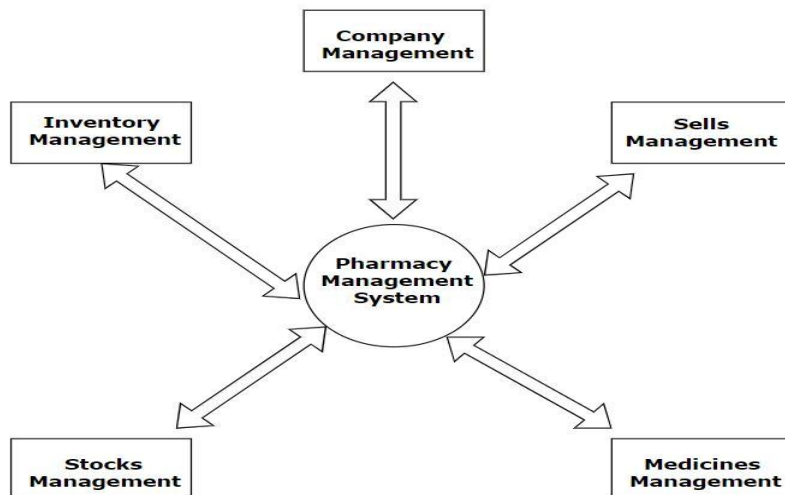 Company
Management
Inventory
Management
Sells
Management
Pharmacy
Management
System
Stocks
Management
Medicines
Management